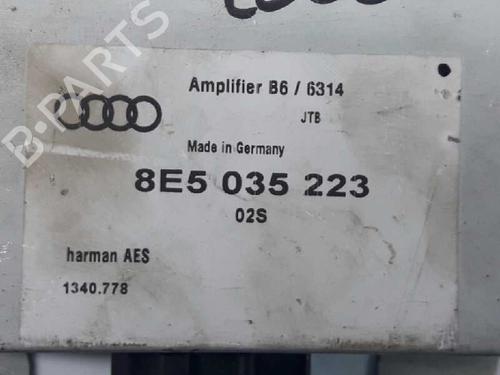 Amplifier B6 / 6314
JTB
Made in Germany
8E5 035 223
02S
harman AES
1340.778
B-PARTS